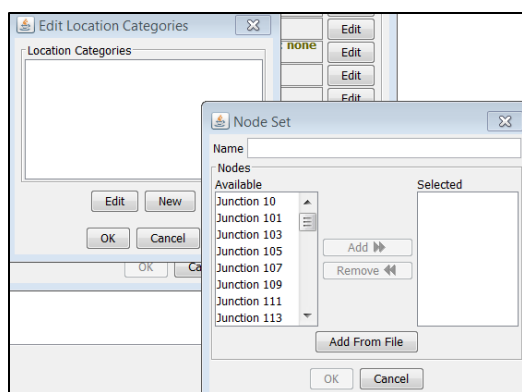 Edit Location Categories
Location Categories
Edit
none
Edit
Edit
Edit
Edit New
OK Cancel
OK
Node Set
Name
Nodes
Available Selected
Junction 10
Junction 101
Junction 103
Junction 105
Junction 107
Junction 109
Junction 111
Junction 113
Add
Remove
Add From File
OK Cancel